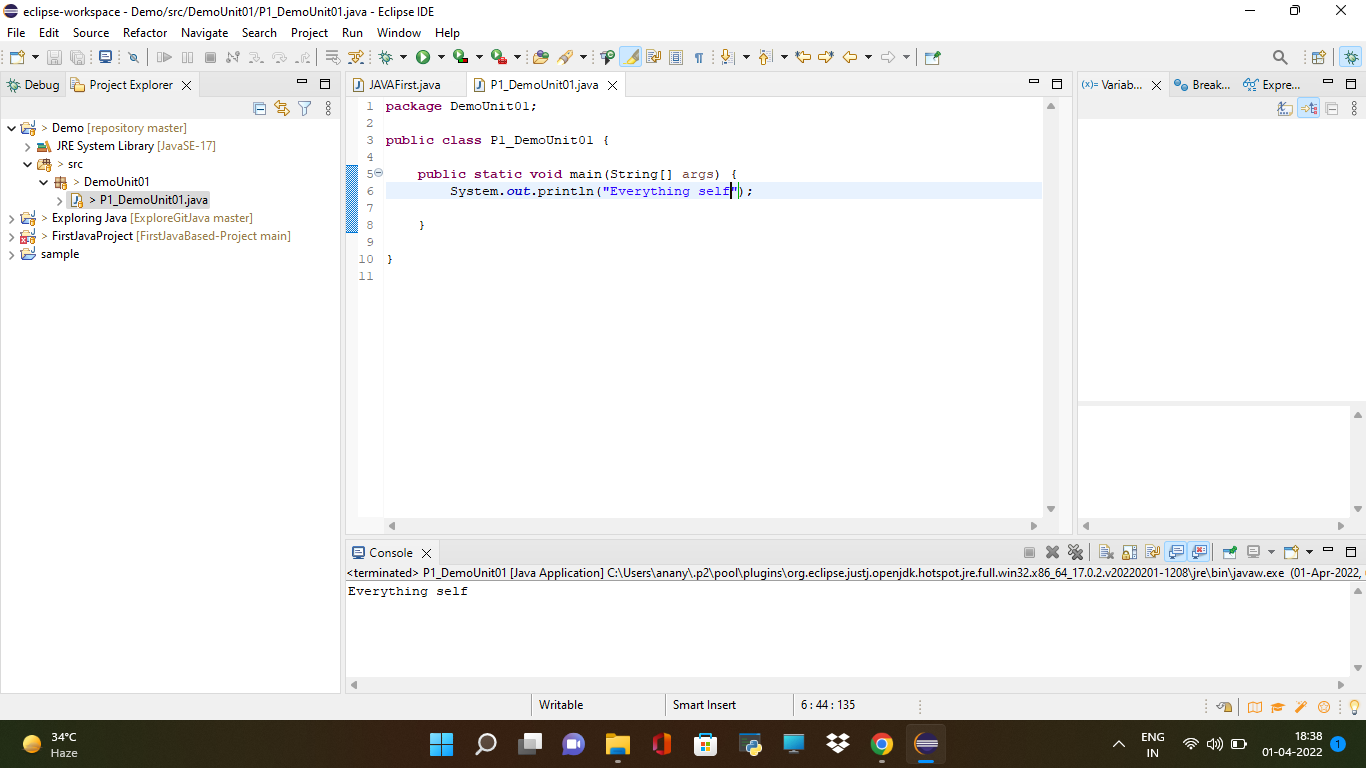 eclipse-workspace - Demo/src/DemoUnit01/P1_DemoUnit01.java - Eclipse IDE
File Edit Source Refactor Navigate Search Project Run Window Help
Debug Project Explorer
> Demo [repository master]
JRE System Library [JavaSE-17]
> src
> DemoUnit01
> P1_DemoUnit01.java
> Exploring Java [ExploreGitJava master]
> FirstJavaProject [FirstJavaBased-Project main]
sample
JAVAFirst.java P1_DemoUnit01.java
1 package DemoUnit01;
2
3 public class P1_DemoUnit01 {
4
5 public static void main(String[] args) {
6 System.out.println("Everything self");
7
8 }
9
10 }
11
(x)= Variab... Break... Expre...
Console
<terminated> P1_DemoUnit01 [Java Application] C:\Users\anany\.p2\pool\plugins\org.eclipse.justj.openjdk.hotspot.jre.full.win32.x86_64_17.0.2.v20220201-1208\jre\bin\javaw.exe (01-Apr-2022,
Everything self
Writable Smart Insert 6 : 44 : 135
34°C
Haze
ENG
IN
18:38
01-04-2022
1